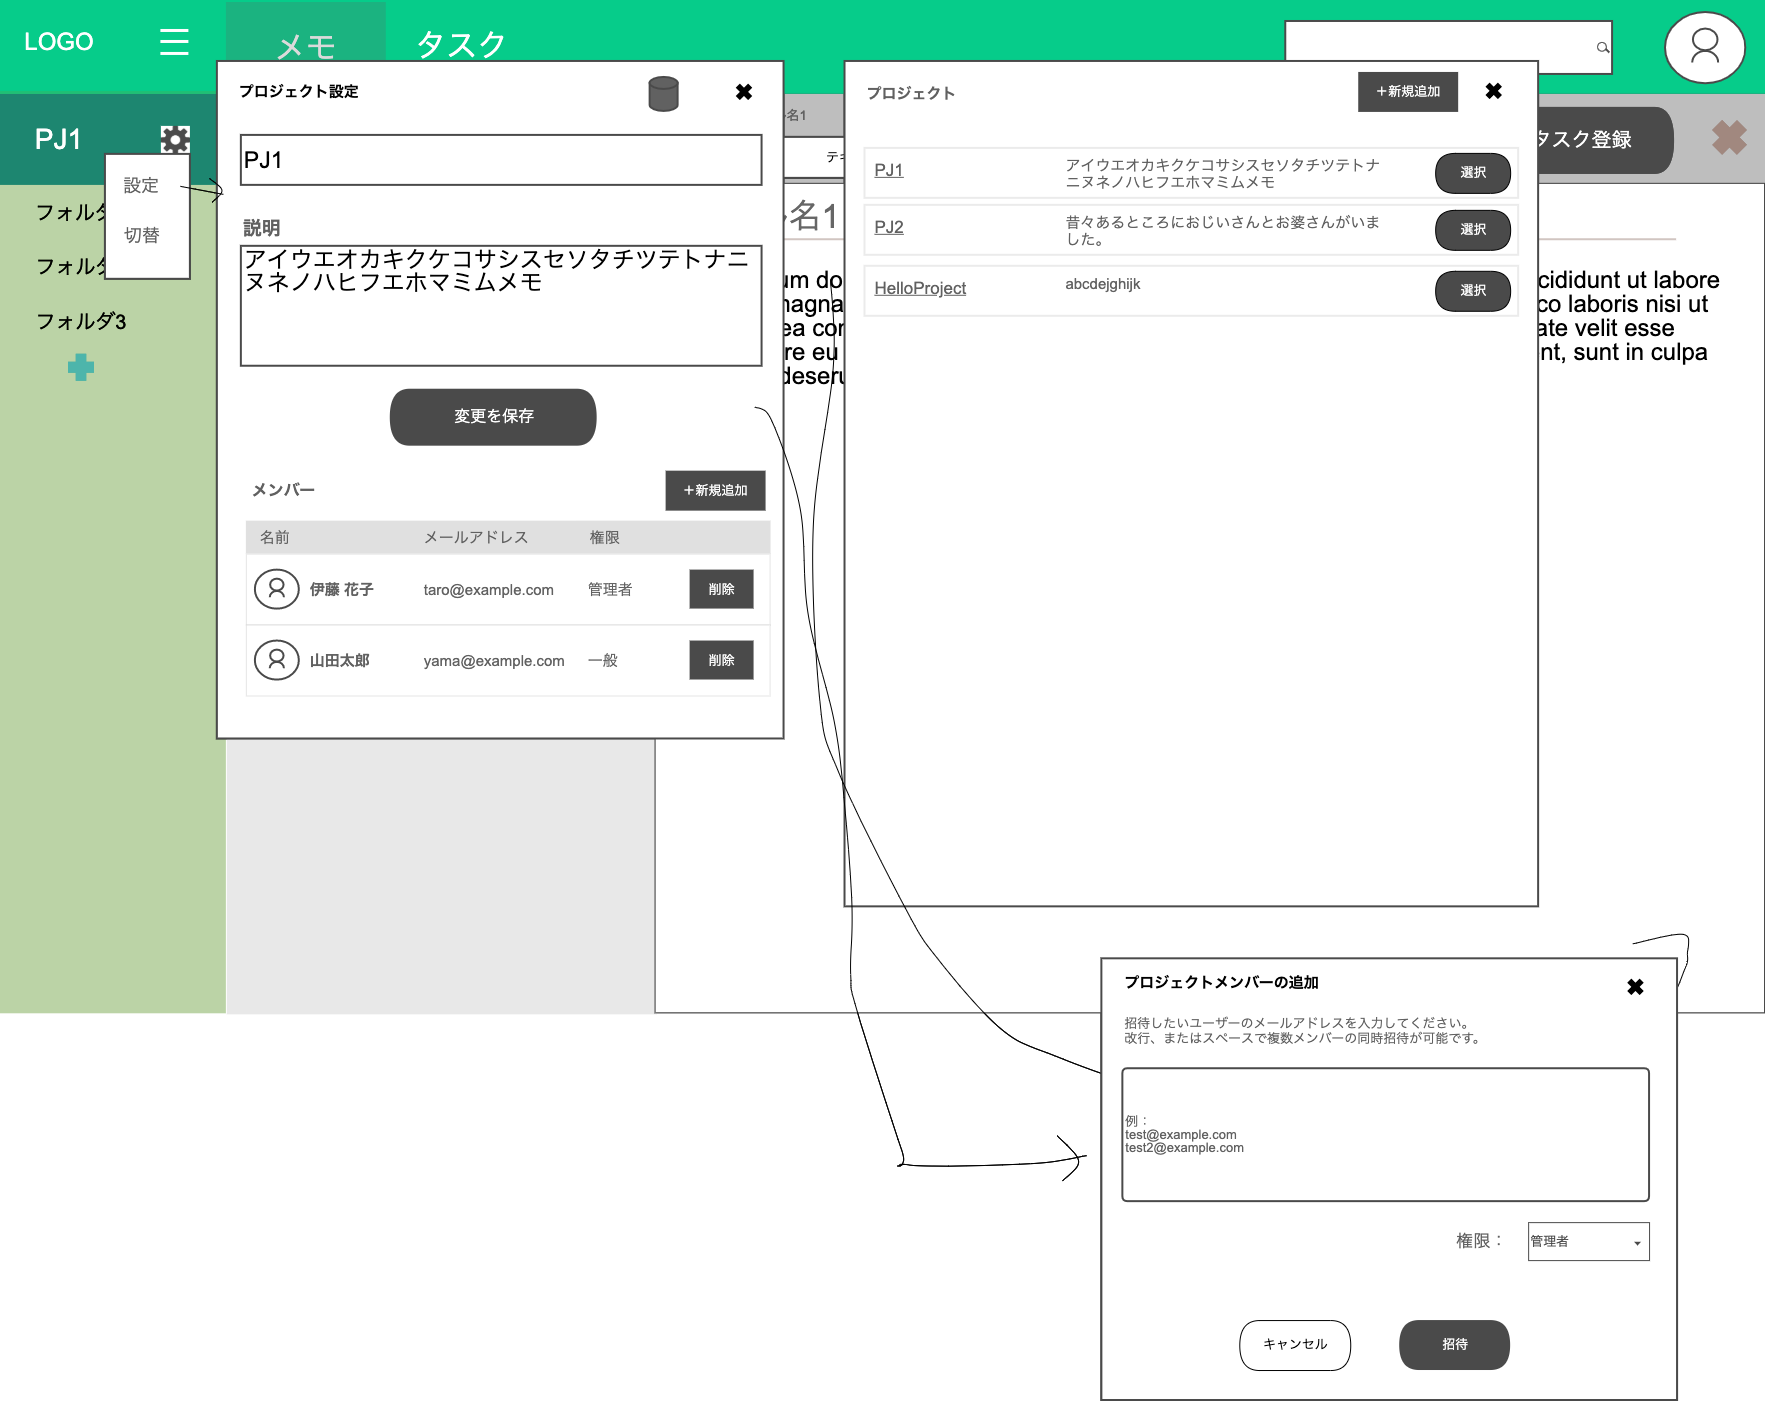 LOGO
メモ
タスク
PJ1
設定
切替
フォルダ
フォルダ
フォルダ3
プロジェクト設定
PJ1
説明
アイウエオカキクケコサシスセソタチツテトナニ
ヌネノハヒフエホマミムメモ
変更を保存
メンバー
＋新規追加
名前 メールアドレス 権限
伊藤 花子 taro@example.com 管理者 削除
山田太郎 yama@example.com 一般 削除
名1
テキ
名1
um do
magna
ea con
re eu
deseru
タスク登録
cididunt ut labore
co laboris nisi ut
ate velit esse
nt, sunt in culpa
プロジェクト
＋新規追加
PJ1
アイウエオカキクケコサシスセソタチツテトナ
ニヌネノハヒフエホマミムメモ
選択
PJ2
昔々あるところにおじいさんとお婆さんがいま
した。
選択
HelloProject
abcdejghijk
選択
プロジェクトメンバーの追加
招待したいユーザーのメールアドレスを入力してください。
改行、またはスペースで複数メンバーの同時招待が可能です。
例：
test@example.com
test2@example.com
権限：
管理者
キャンセル
招待